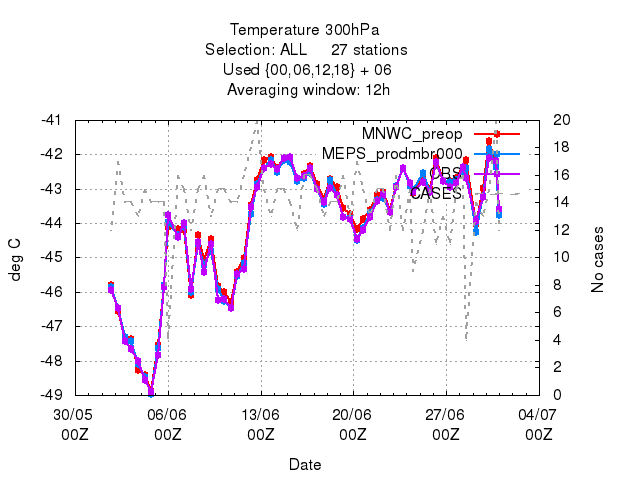 Temperature 300hPa
Selection: ALL     27 stations
Used {00,06,12,18} + 06
Averaging window: 12h
MNWC_preop
MEPS_prodmbr000
OBS
CASES
deg C
-41
-42
-43
-44
-45
-46
-47
-48
-49
No cases
20
18
16
14
12
10
8
6
4
2
0
30/05 06/06 13/06 20/06 27/06 04/07
00Z 00Z 00Z 00Z 00Z 00Z
Date